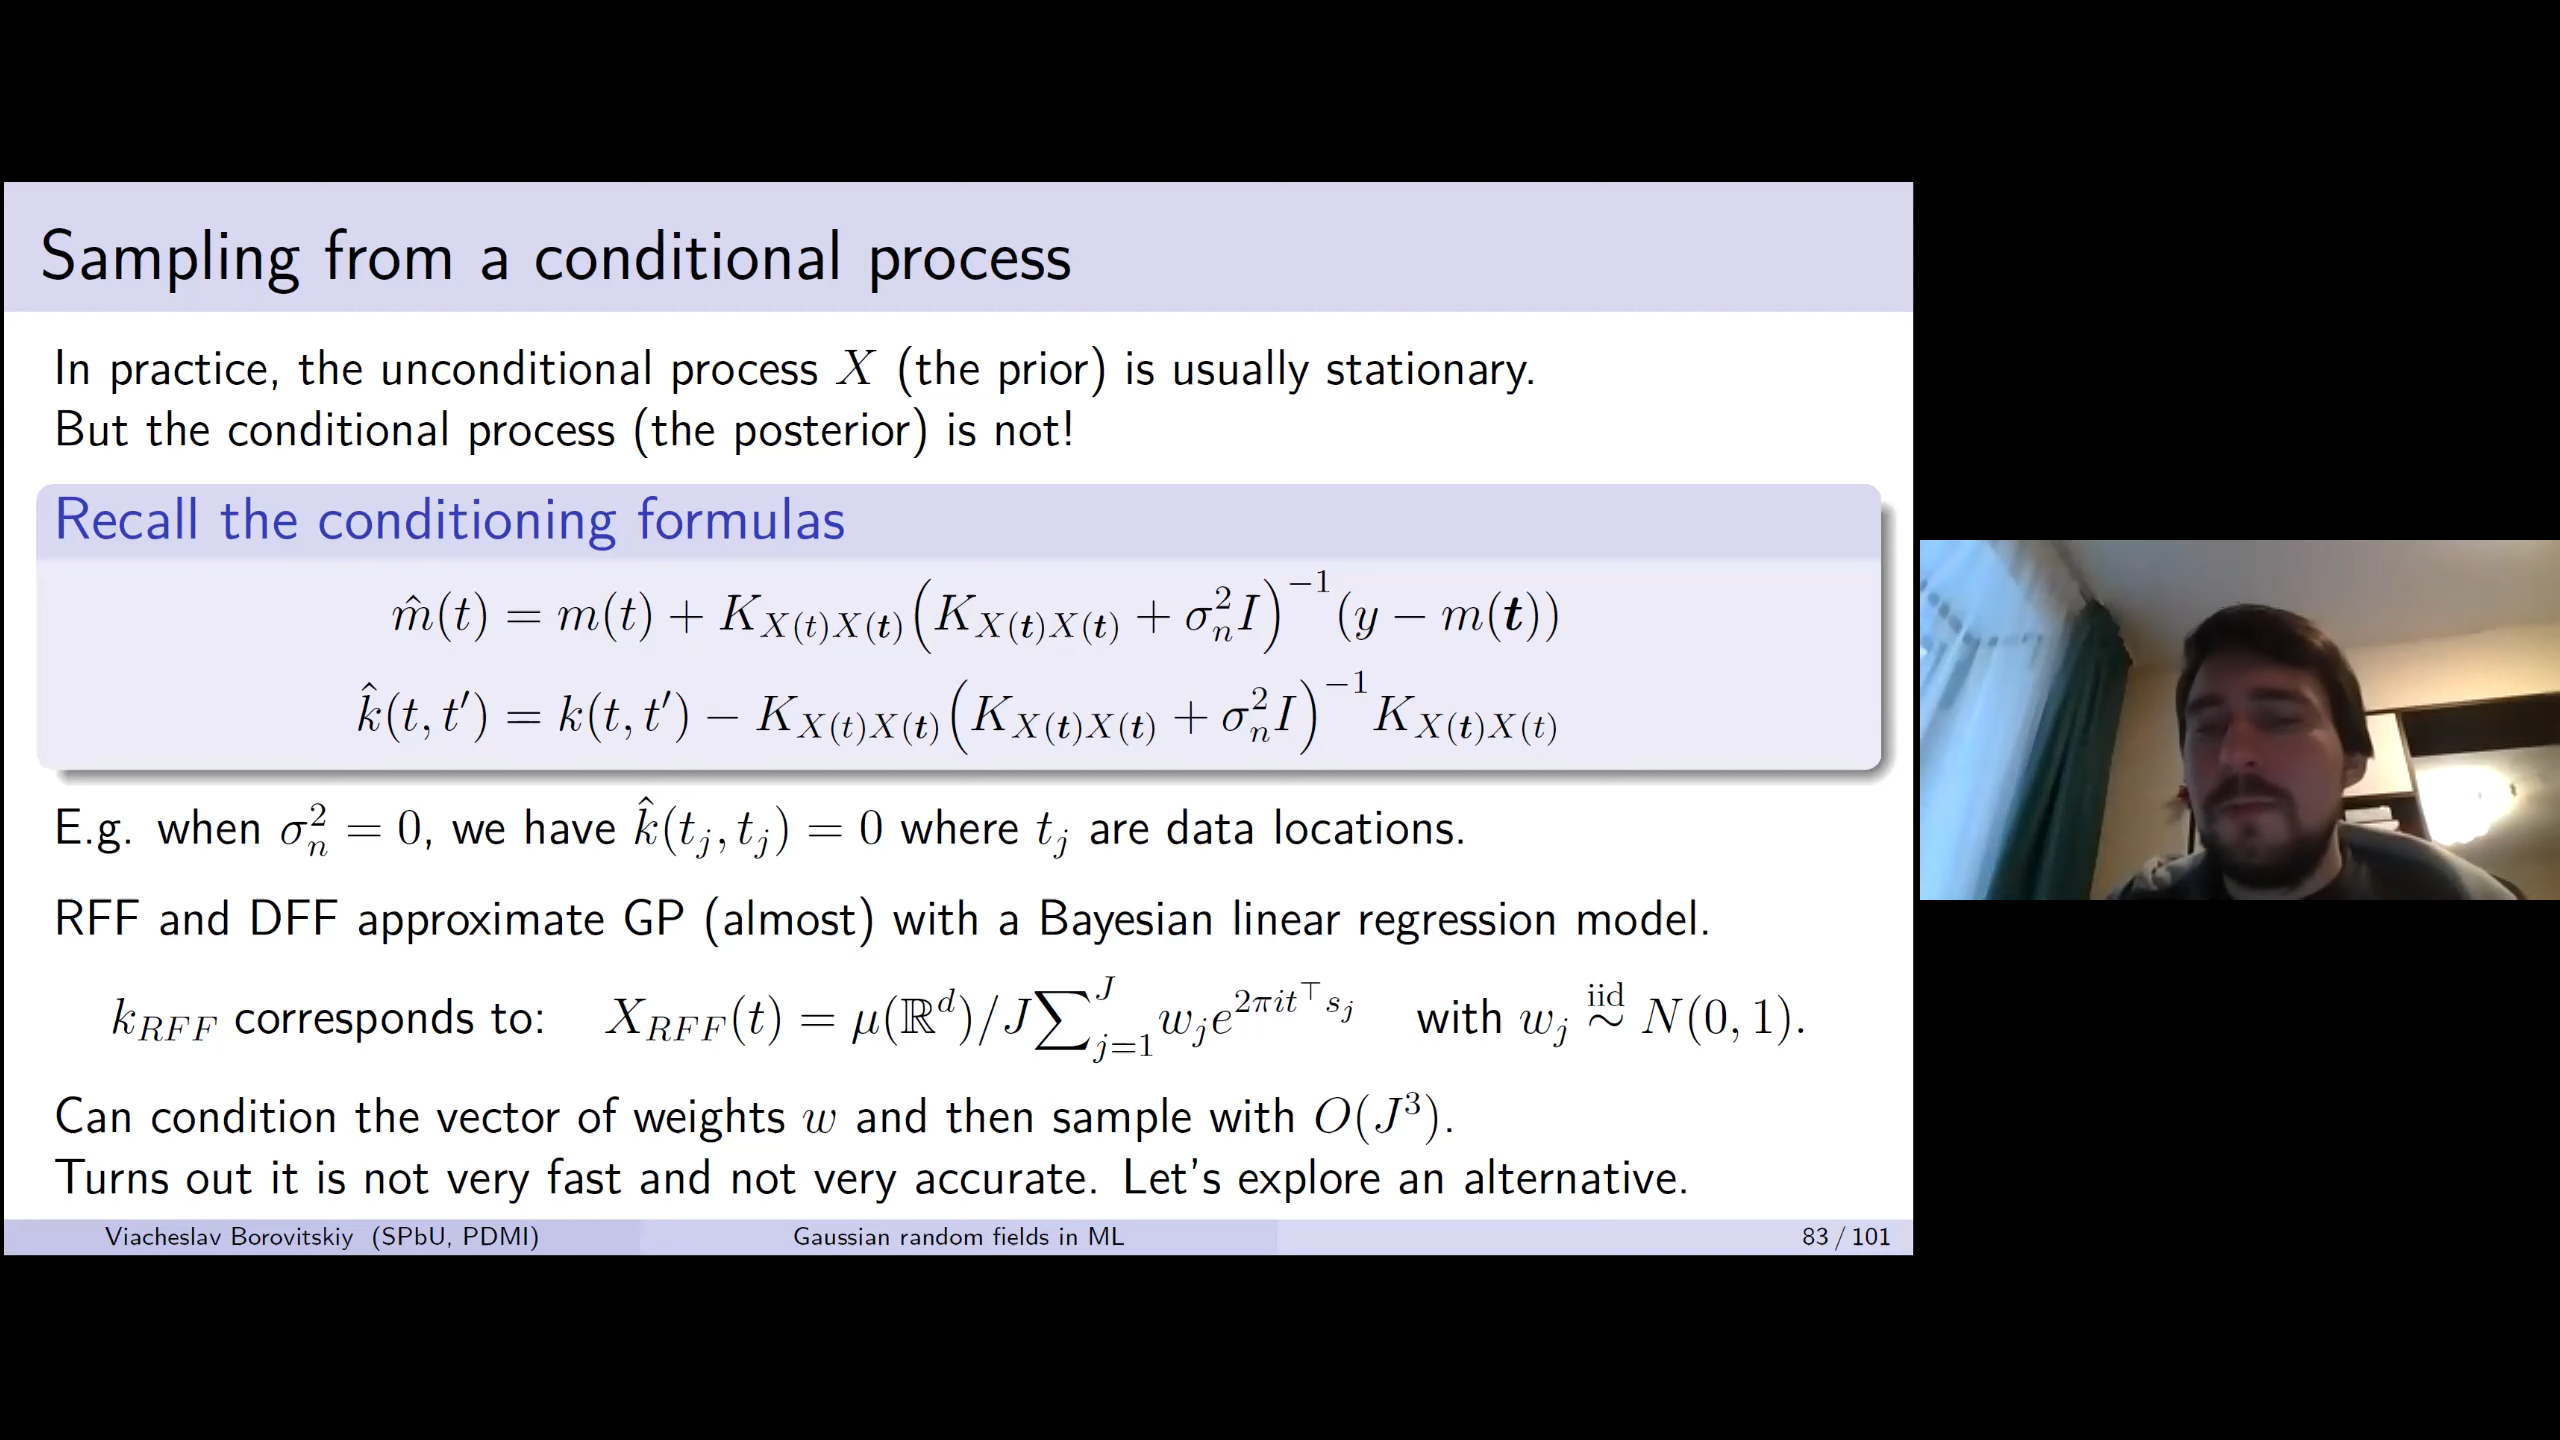 Sampling from a conditional process
In practice, the unconditional process X (the prior) is usually stationary.
But the conditional process (the posterior) is not!
Recall the conditioning formulas
m̂(t) = m(t) + K_{X(t)X(𝒕)}(K_{X(𝒕)X(𝒕)} + σ_n^2 I)^{-1}(y − m(𝒕))
k̂(t, t′) = k(t, t′) − K_{X(t)X(𝒕)}(K_{X(𝒕)X(𝒕)} + σ_n^2 I)^{-1} K_{X(𝒕)X(t)}
E.g. when σ_n^2 = 0, we have k̂(t_j, t_j) = 0 where t_j are data locations.
RFF and DFF approximate GP (almost) with a Bayesian linear regression model.
k_{RFF} corresponds to: X_{RFF}(t) = μ(ℝ^d)/J ∑_{j=1}^{J} w_j e^{2πit^⊤s_j} with w_j ~^{iid} N(0, 1).
Can condition the vector of weights w and then sample with O(J^3).
Turns out it is not very fast and not very accurate. Let's explore an alternative.
Viacheslav Borovitskiy (SPbU, PDMI) Gaussian random fields in ML 83 / 101